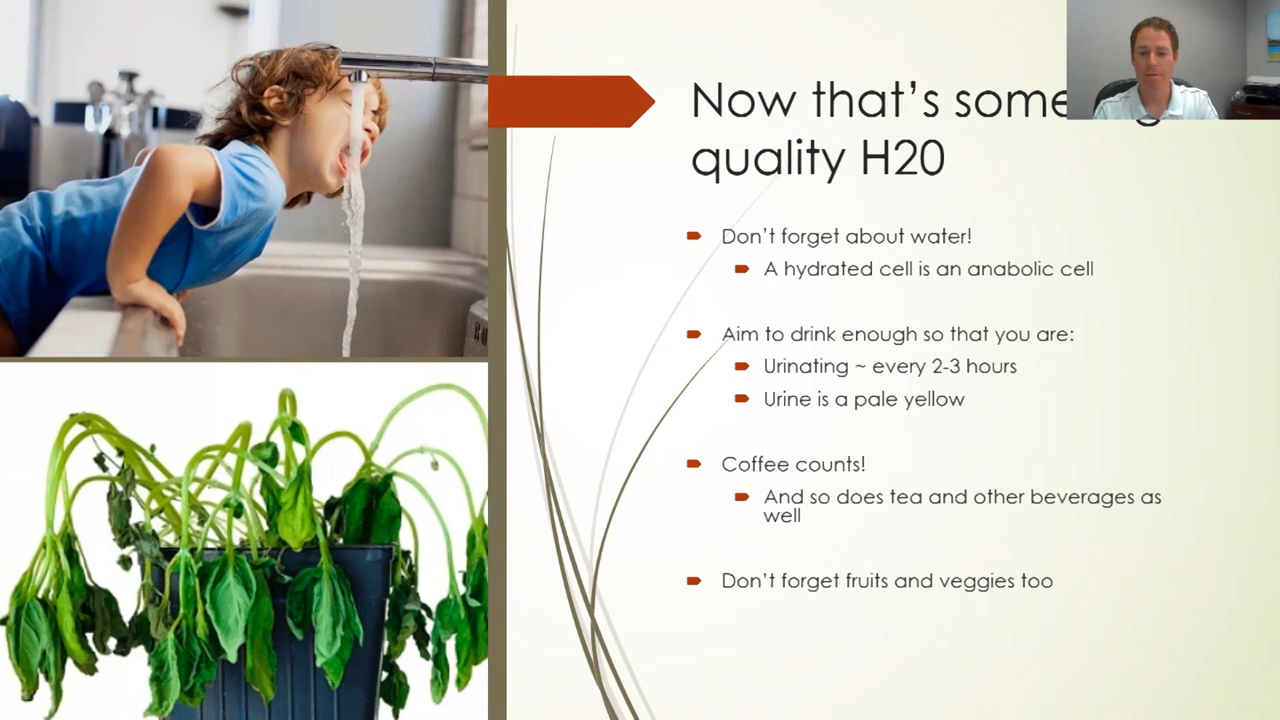 Now that's some
quality H20
Don't forget about water!
A hydrated cell is an anabolic cell
Aim to drink enough so that you are:
Urinating ~ every 2-3 hours
Urine is a pale yellow
Coffee counts!
And so does tea and other beverages as
well
Don't forget fruits and veggies too